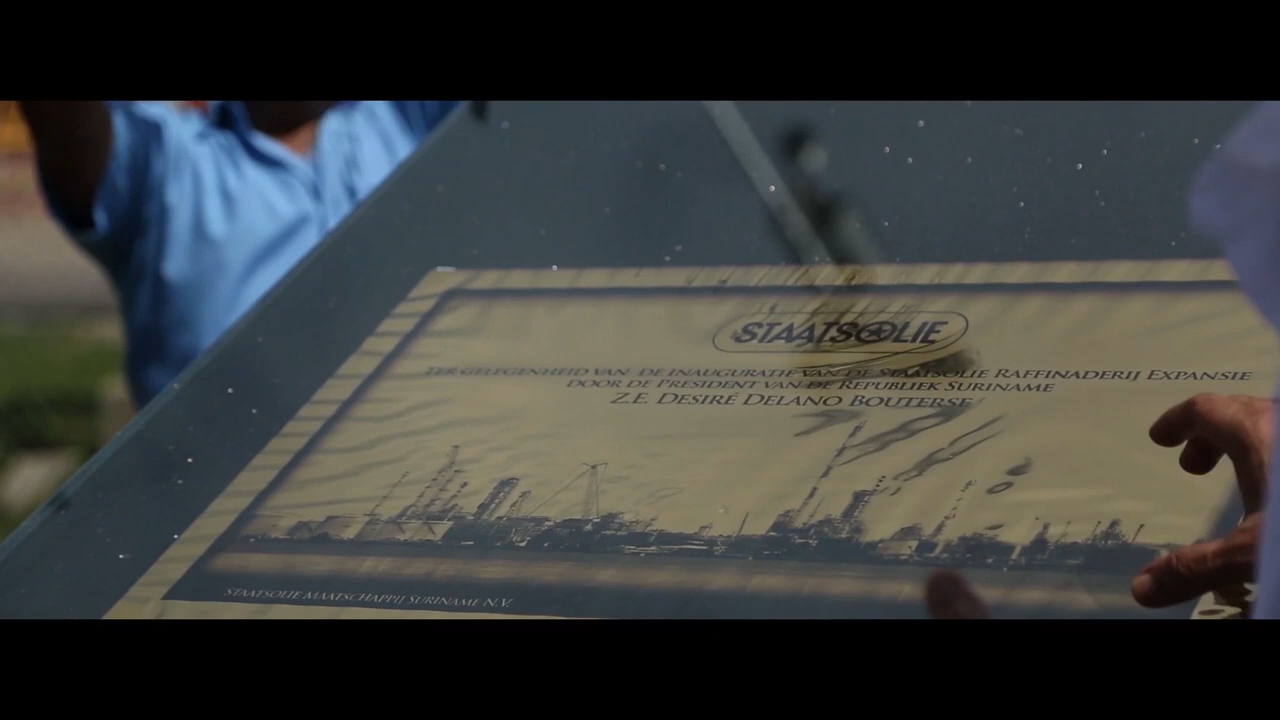 STAATSOLIE
TER GELEGENHEID VAN DE INAUGURATIE VAN DE STAATSOLIE RAFFINADERIJ EXPANSIE
DOOR DE PRESIDENT VAN DE REPUBLIEK SURINAME
Z.E. DESIRÉ DELANO BOUTERSE
STAATSOLIE MAATSCHAPPIJ SURINAME N.V.